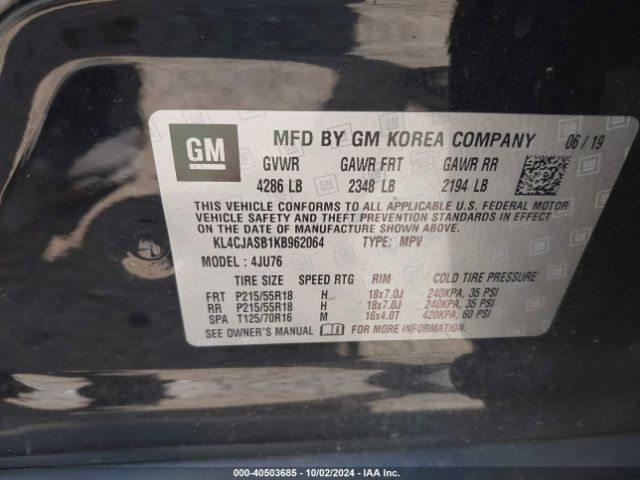 GM MFD BY GM KOREA COMPANY 06/19
GVWR GAWR FRT GAWR RR
4286 LB 2348 LB 2194 LB
THIS VEHICLE CONFORMS TO ALL APPLICABLE U.S. FEDERAL MOTOR
VEHICLE SAFETY AND THEFT PREVENTION STANDARDS IN EFFECT
ON THE DATE OF MANUFACTURE SHOWN ABOVE.
KL4CJASB1KB962064 TYPE: MPV
MODEL: 4JU76
TIRE SIZE SPEED RTG RIM COLD TIRE PRESSURE
FRT P215/55R18 H 18x7.0J 240KPA, 35 PSI
RR P215/55R18 H 18x7.0J 240KPA, 35 PSI
SPA T125/70R16 M 16x4.0T 420KPA, 60 PSI
SEE OWNER'S MANUAL FOR MORE INFORMATION.
000-40503685 - 10/02/2024 - IAA Inc.